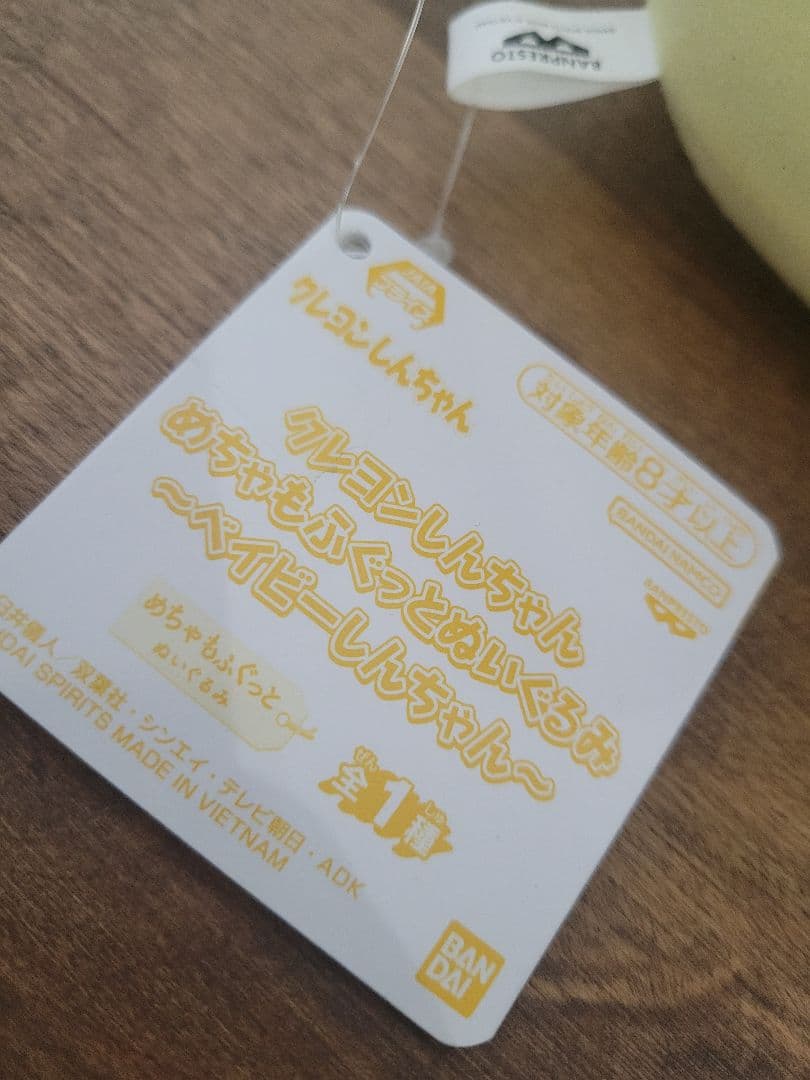 BANPRESTO
クレヨンしんちゃん
対象年齢8才以上
BANDAI NAMCO
BANPRESTO
クレヨンしんちゃん
めちゃもふぐっとぬいぐるみ
～ベイビーしんちゃん～
めちゃもふぐっと
ぬいぐるみ
全1種
臼井儀人／双葉社・シンエイ・テレビ朝日・ADK
DAI SPIRITS MADE IN VIETNAM
BAN
DAI